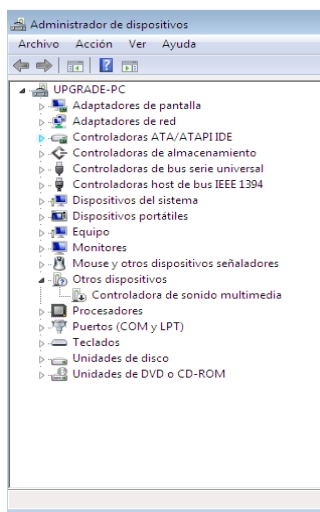 Administrador de dispositivos
Archivo Acción Ver Ayuda
UPGRADE-PC
Adaptadores de pantalla
Adaptadores de red
Controladoras ATA/ATAPI IDE
Controladoras de almacenamiento
Controladoras de bus serie universal
Controladoras host de bus IEEE 1394
Dispositivos del sistema
Dispositivos portátiles
Equipo
Monitores
Mouse y otros dispositivos señaladores
Otros dispositivos
Controladora de sonido multimedia
Procesadores
Puertos (COM y LPT)
Teclados
Unidades de disco
Unidades de DVD o CD-ROM